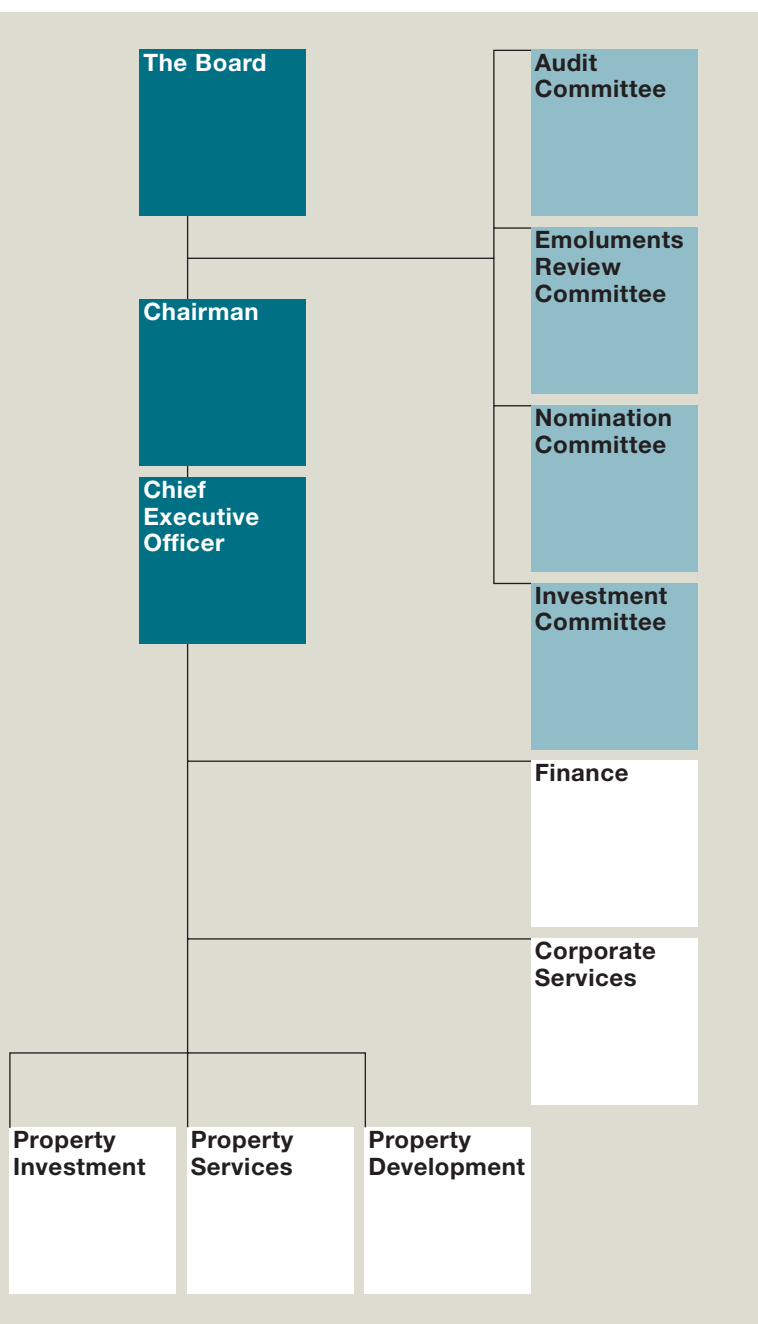 The Board
Audit
Committee
Emoluments
Review
Committee
Chairman
Nomination
Committee
Chief
Executive
Officer
Investment
Committee
Finance
Corporate
Services
Property
Investment
Property
Services
Property
Development